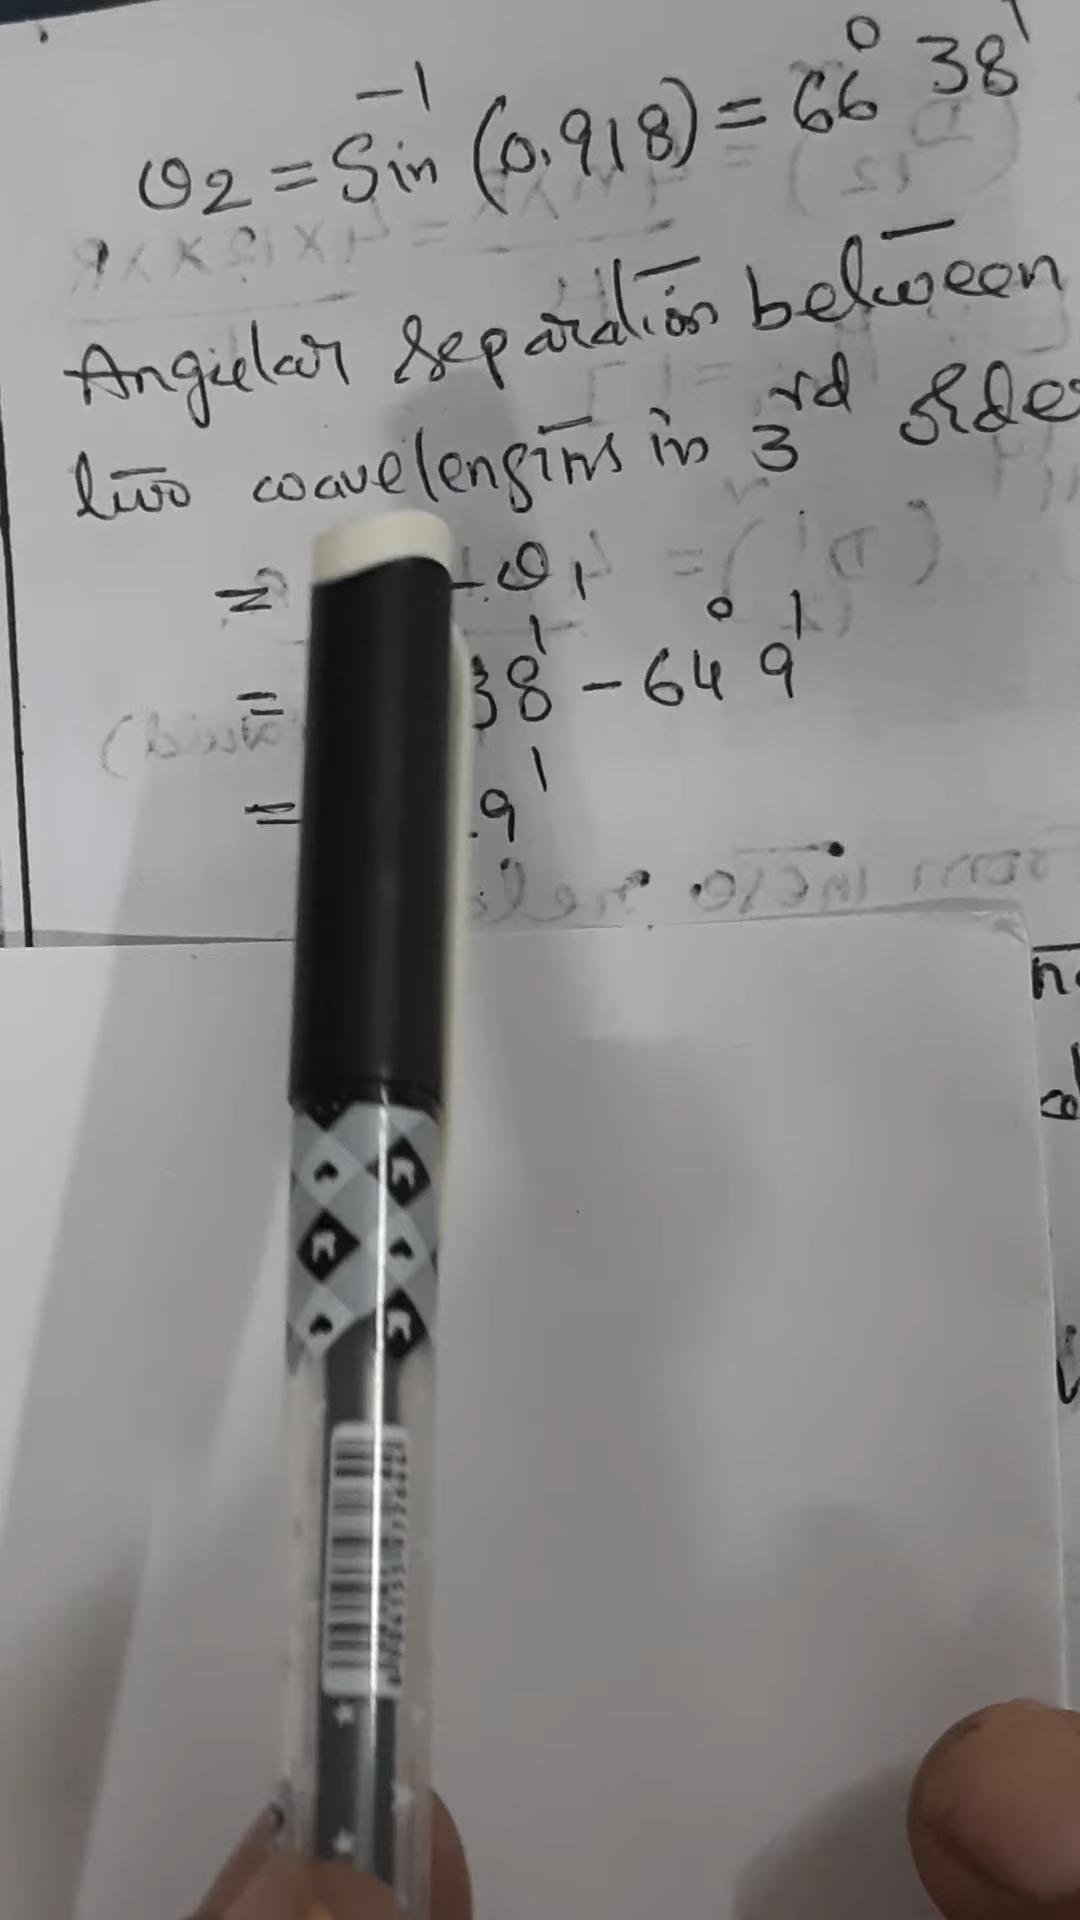 θ2 = Sin⁻¹ (0.918) = 66° 38'
Angular separation between
two wavelengths in 3rd orde
= - θ1
= 38' - 64° 9'
= 9'